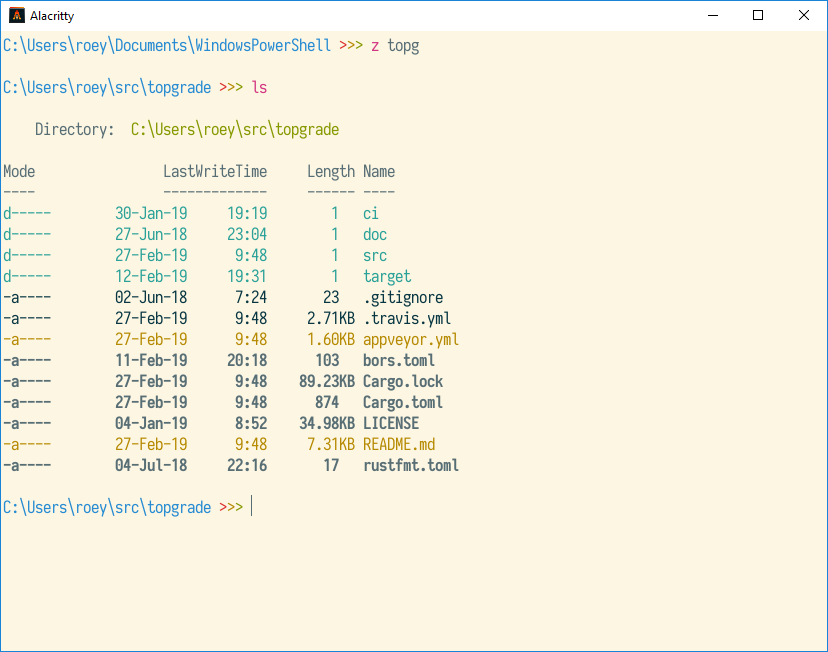 Alacritty
C:\Users\roey\Documents\WindowsPowerShell >>> z topg
C:\Users\roey\src\topgrade >>> ls
Directory: C:\Users\roey\src\topgrade
Mode LastWriteTime Length Name
---- ------------- ------ ----
d----- 30-Jan-19 19:19 1 ci
d----- 27-Jun-18 23:04 1 doc
d----- 27-Feb-19 9:48 1 src
d----- 12-Feb-19 19:31 1 target
-a---- 02-Jun-18 7:24 23 .gitignore
-a---- 27-Feb-19 9:48 2.71KB .travis.yml
-a---- 27-Feb-19 9:48 1.60KB appveyor.yml
-a---- 11-Feb-19 20:18 103 bors.toml
-a---- 27-Feb-19 9:48 89.23KB Cargo.lock
-a---- 27-Feb-19 9:48 874 Cargo.toml
-a---- 04-Jan-19 8:52 34.98KB LICENSE
-a---- 27-Feb-19 9:48 7.31KB README.md
-a---- 04-Jul-18 22:16 17 rustfmt.toml
C:\Users\roey\src\topgrade >>>